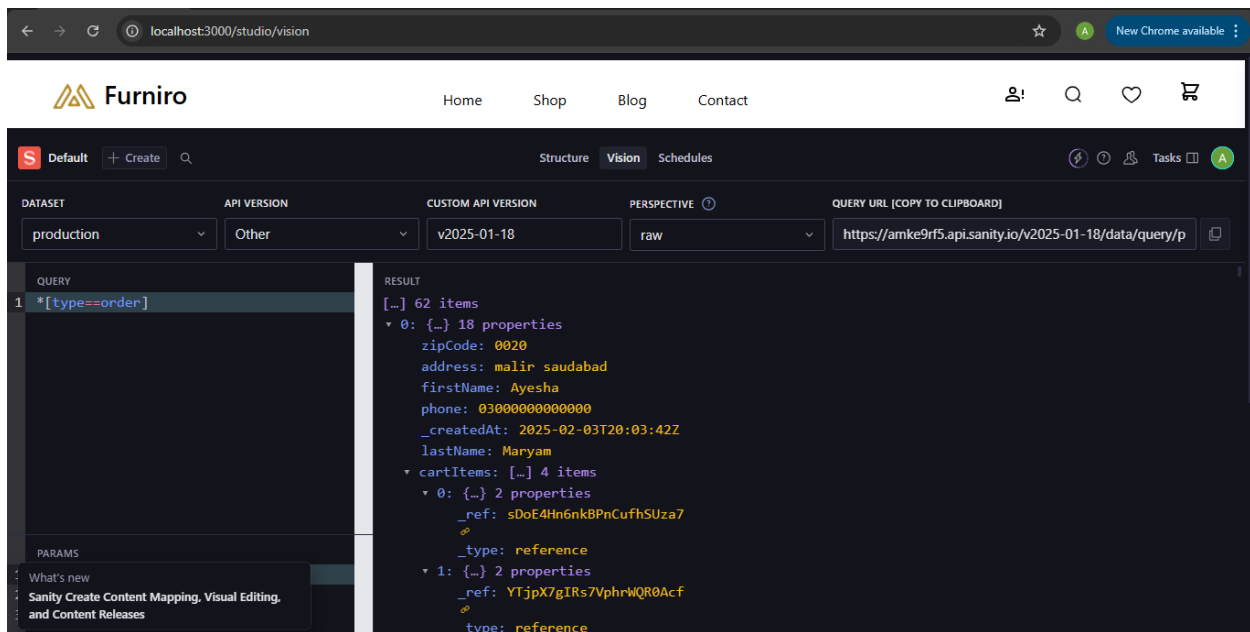 localhost:3000/studio/vision
A
New Chrome available
Furniro
Home Shop Blog Contact
S Default + Create
Structure Vision Schedules
Tasks A
DATASET API VERSION CUSTOM API VERSION PERSPECTIVE ? QUERY URL [COPY TO CLIPBOARD]
production Other v2025-01-18 raw https://amke9rf5.api.sanity.io/v2025-01-18/data/query/p
QUERY
1 *[type==order]
PARAMS
What's new
Sanity Create Content Mapping, Visual Editing,
and Content Releases
RESULT
[…] 62 items
0: {…} 18 properties
zipCode: 0020
address: malir saudabad
firstName: Ayesha
phone: 03000000000000
_createdAt: 2025-02-03T20:03:42Z
lastName: Maryam
cartItems: […] 4 items
0: {…} 2 properties
_ref: sDoE4Hn6nkBPnCufhSUza7
_type: reference
1: {…} 2 properties
_ref: YTjpX7gIRs7VphrWQR0Acf
_type: reference